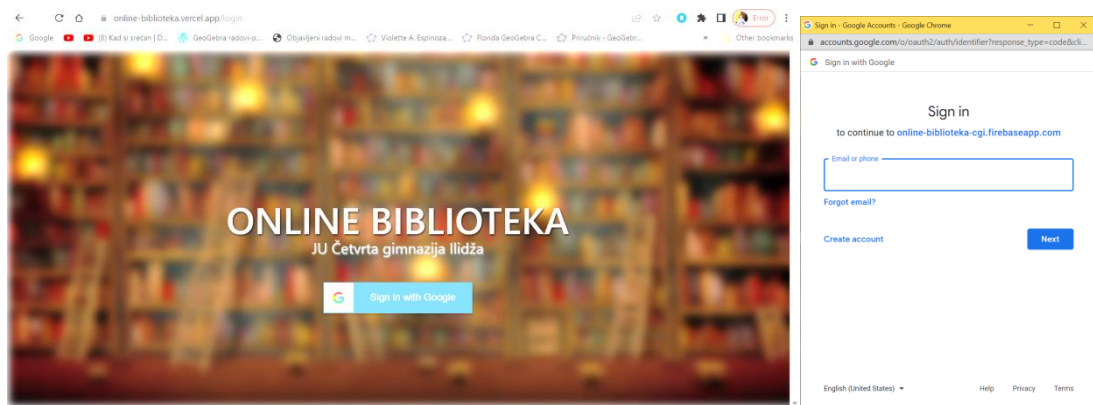 online-biblioteka.vercel.app/login
Error
Google
(8) Kad si sretan | D...
GeoGebra radovi-p...
Objavljeni radovi m...
Violette A. Espinoza...
Florida GeoGebra C...
Priručnik - GeoGebr...
»
Other bookmarks
ONLINE BIBLIOTEKA
JU Četvrta gimnazija Ilidža
Sign in with Google
Sign in - Google Accounts - Google Chrome
accounts.google.com/o/oauth2/auth/identifier?response_type=code&cli...
Sign in with Google
Sign in
to continue to online-biblioteka-cgi.firebaseapp.com
Email or phone
Forgot email?
Create account
Next
English (United States)
Help Privacy Terms